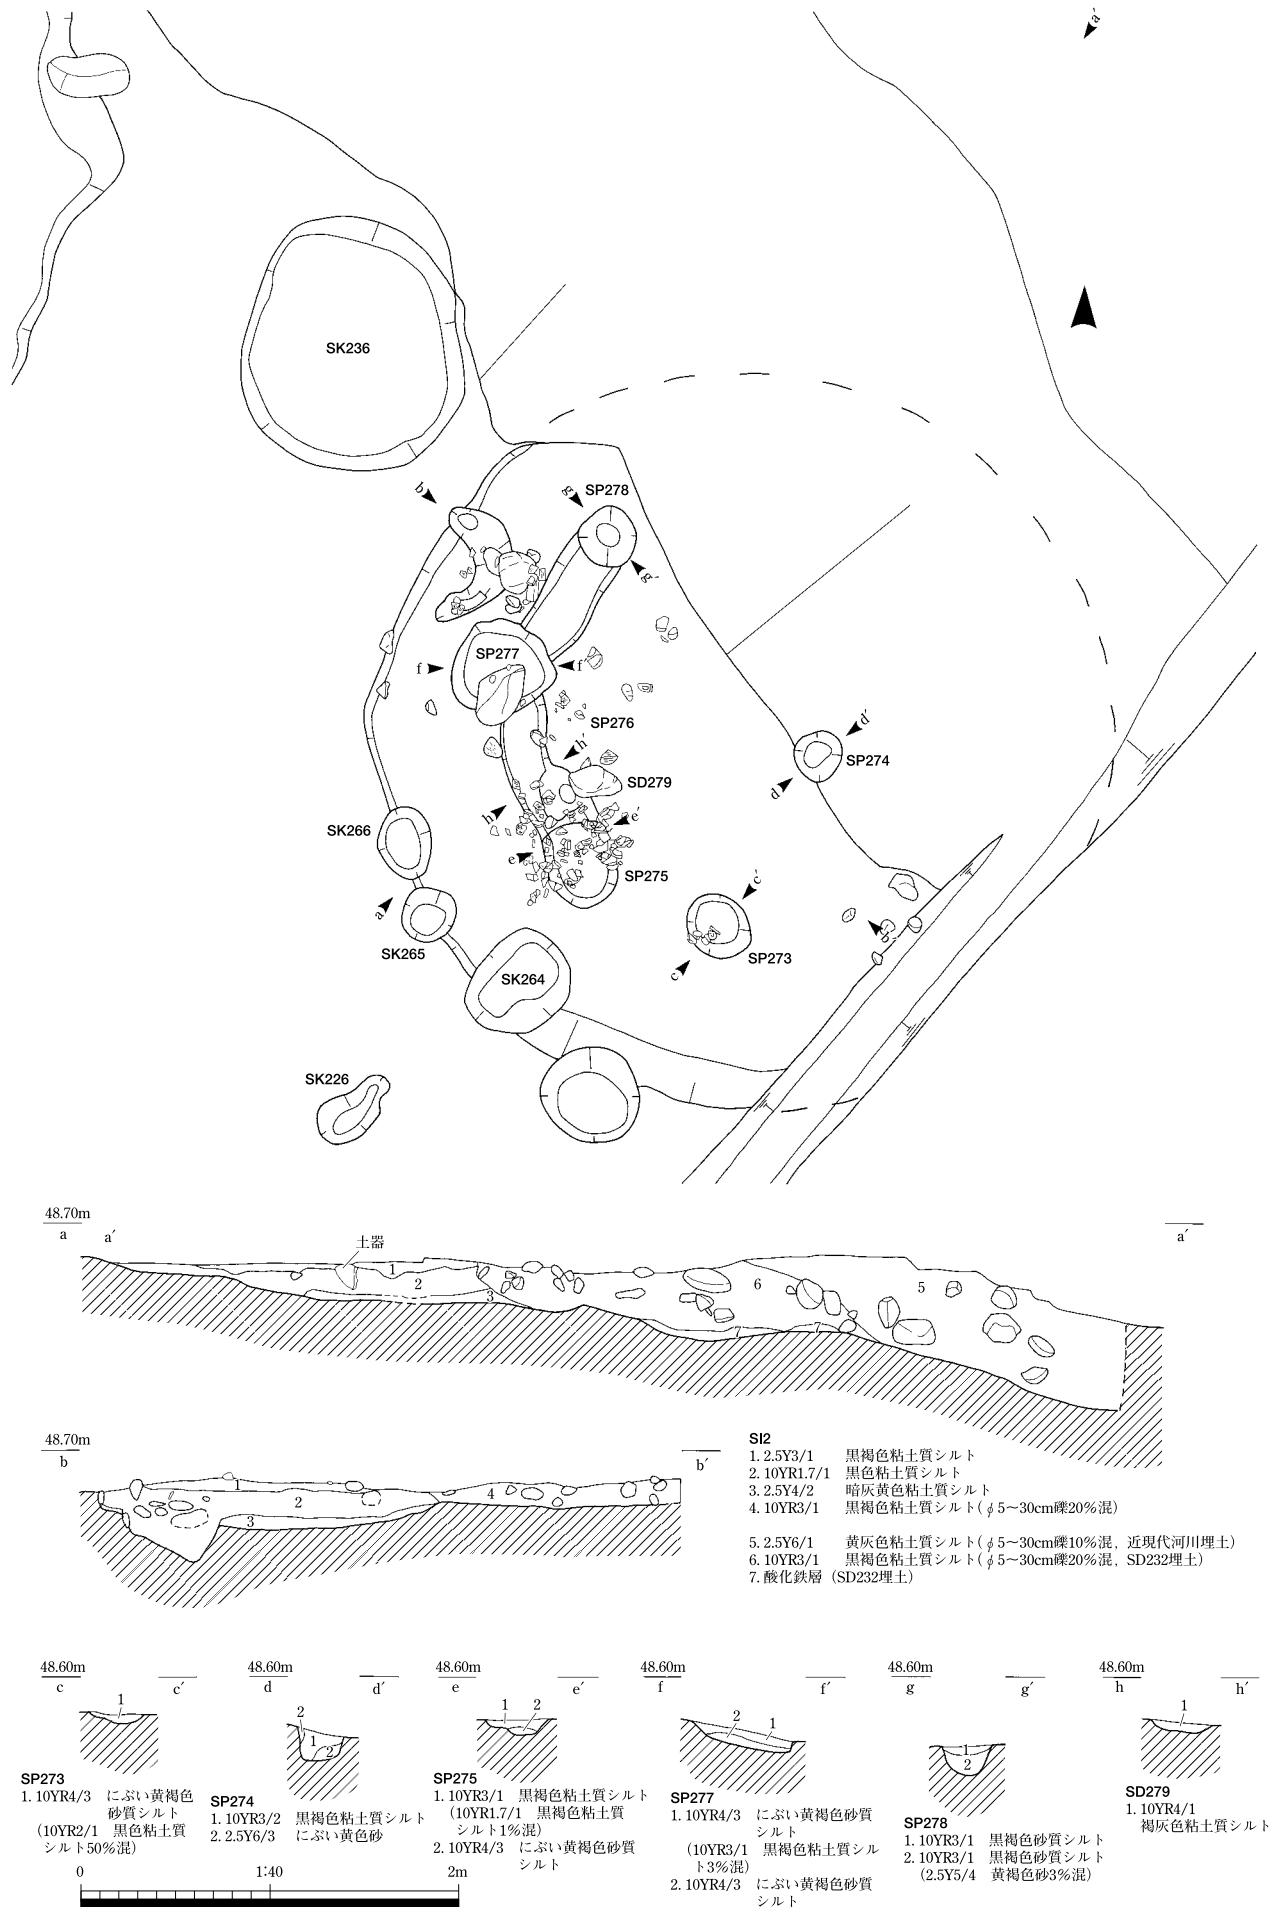 a′
SK236
b
g
SP278
g′
SP277
f
f′
SP276
h′
d′
SP274
SD279
d
SK266
h
e′
e
SP275
c′
a
b′
SK265
SP273
c
SK264
SK226
48.70m
a
a′
a′
土器
1
2
3
6
5
48.70m
b
b′
1
2
3
4
SI2
1. 2.5Y3/1 黒褐色粘土質シルト
2. 10YR1.7/1 黒色粘土質シルト
3. 2.5Y4/2 暗灰黄色粘土質シルト
4. 10YR3/1 黒褐色粘土質シルト(φ5〜30cm礫20%混)
5. 2.5Y6/1 黄灰色粘土質シルト(φ5〜30cm礫10%混，近現代河川埋土)
6. 10YR3/1 黒褐色粘土質シルト(φ5〜30cm礫20%混，SD232埋土)
7. 酸化鉄層（SD232埋土）
48.60m
c
c′
1
SP273
1. 10YR4/3 にぶい黄褐色
砂質シルト
(10YR2/1 黒色粘土質
シルト50%混)
48.60m
d
d′
2
1
2
SP274
1. 10YR3/2 黒褐色粘土質シルト
2. 2.5Y6/3 にぶい黄色砂
48.60m
e
e′
1
2
SP275
1. 10YR3/1 黒褐色粘土質シルト
(10YR1.7/1 黒褐色粘土質
シルト1%混)
2. 10YR4/3 にぶい黄褐色砂質
シルト
48.60m
f
f′
2
1
SP277
1. 10YR4/3 にぶい黄褐色砂質
シルト
(10YR3/1 黒褐色粘土質シル
ト3%混)
2. 10YR4/3 にぶい黄褐色砂質
シルト
48.60m
g
g′
1
2
SP278
1. 10YR3/1 黒褐色砂質シルト
2. 10YR3/1 黒褐色砂質シルト
(2.5Y5/4 黄褐色砂3%混)
48.60m
h
h′
1
SD279
1. 10YR4/1
褐灰色粘土質シルト
0 1:40 2m